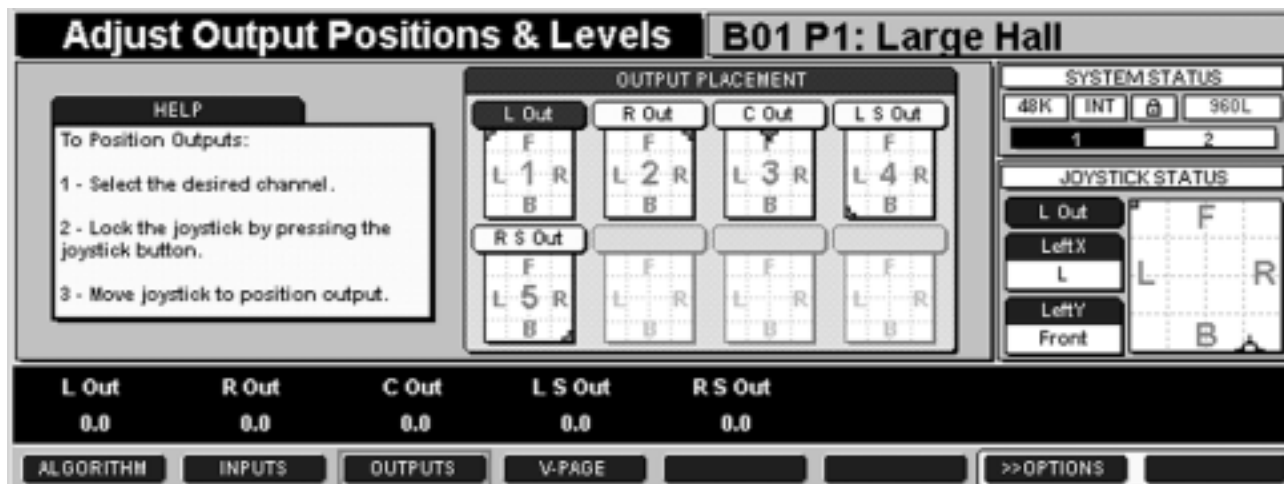 Adjust Output Positions & Levels
B01 P1: Large Hall
HELP
To Position Outputs:
1 - Select the desired channel.
2 - Lock the joystick by pressing the
joystick button.
3 - Move joystick to position output.
OUTPUT PLACEMENT
L Out R Out C Out L S Out
F F F F
L 1 R L 2 R L 3 R L 4 R
B B B B
R S Out
F F F F
L 5 R L R L R L R
B B B B
SYSTEM STATUS
48K INT 960L
1 2
JOYSTICK STATUS
L Out
LeftX
L
LeftY
Front
F
L R
B
L Out R Out C Out L S Out R S Out
0.0 0.0 0.0 0.0 0.0
ALGORITHM INPUTS OUTPUTS V-PAGE >>OPTIONS